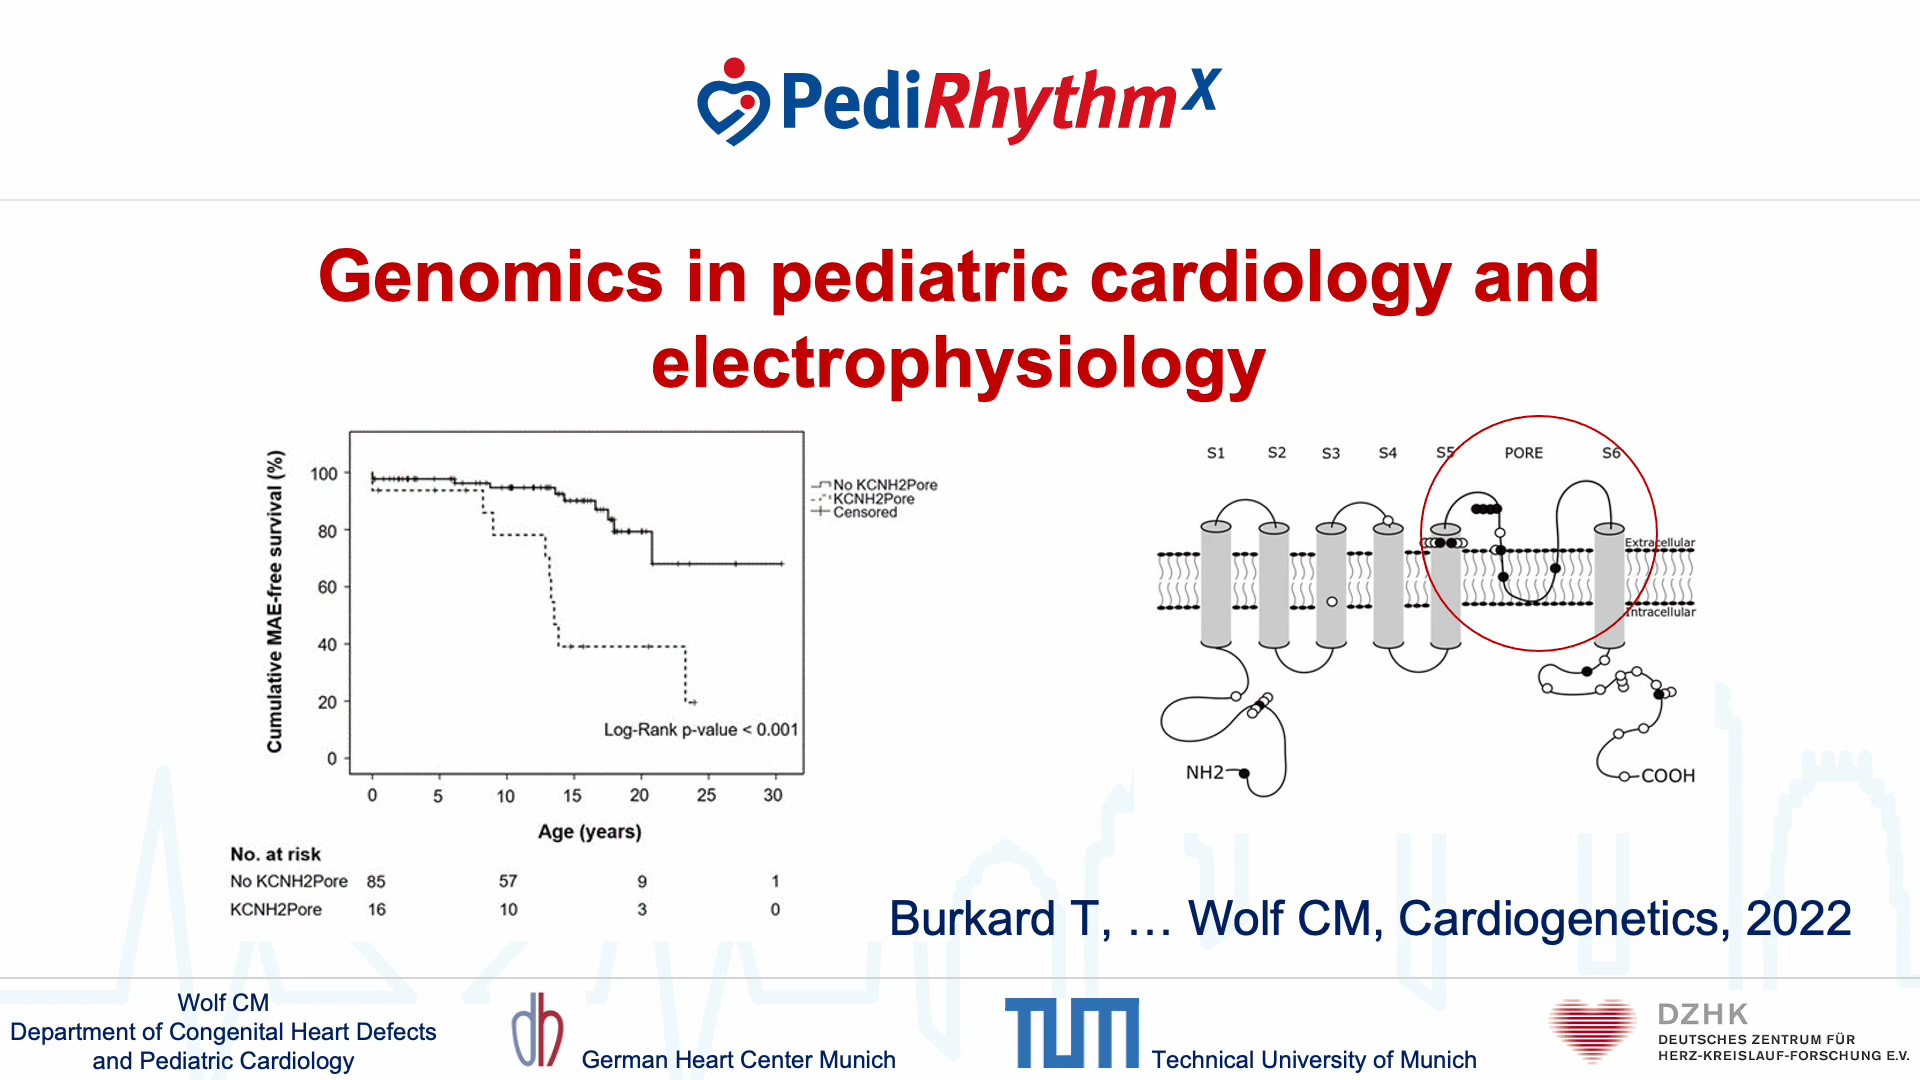 PediRhythmX
Genomics in pediatric cardiology and
electrophysiology
Cumulative MAE-free survival (%)
100
80
60
40
20
0
No KCNH2Pore
KCNH2Pore
Censored
Log-Rank p-value < 0.001
0 5 10 15 20 25 30
Age (years)
No. at risk
No KCNH2Pore 85 57 9 1
KCNH2Pore 16 10 3 0
S1 S2 S3 S4 S5 PORE S6
Extracellular
Intracellular
NH2
COOH
Burkard T, … Wolf CM, Cardiogenetics, 2022
Wolf CM
Department of Congenital Heart Defects
and Pediatric Cardiology
dh
German Heart Center Munich
TUM
Technical University of Munich
DZHK
DEUTSCHES ZENTRUM FÜR
HERZ-KREISLAUF-FORSCHUNG E.V.